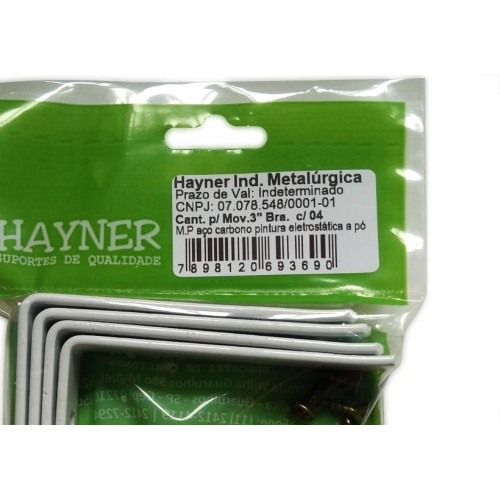 Hayner Ind. Metalúrgica
Prazo de Val: Indeterminado
CNPJ: 07.078.548/0001-01
Cant. p/ Mov.3" Bra. c/ 04
M.P aço carbono pintura eletrostática a pó
7 898120 693690
HAYNER
SUPORTES DE QUALIDADE